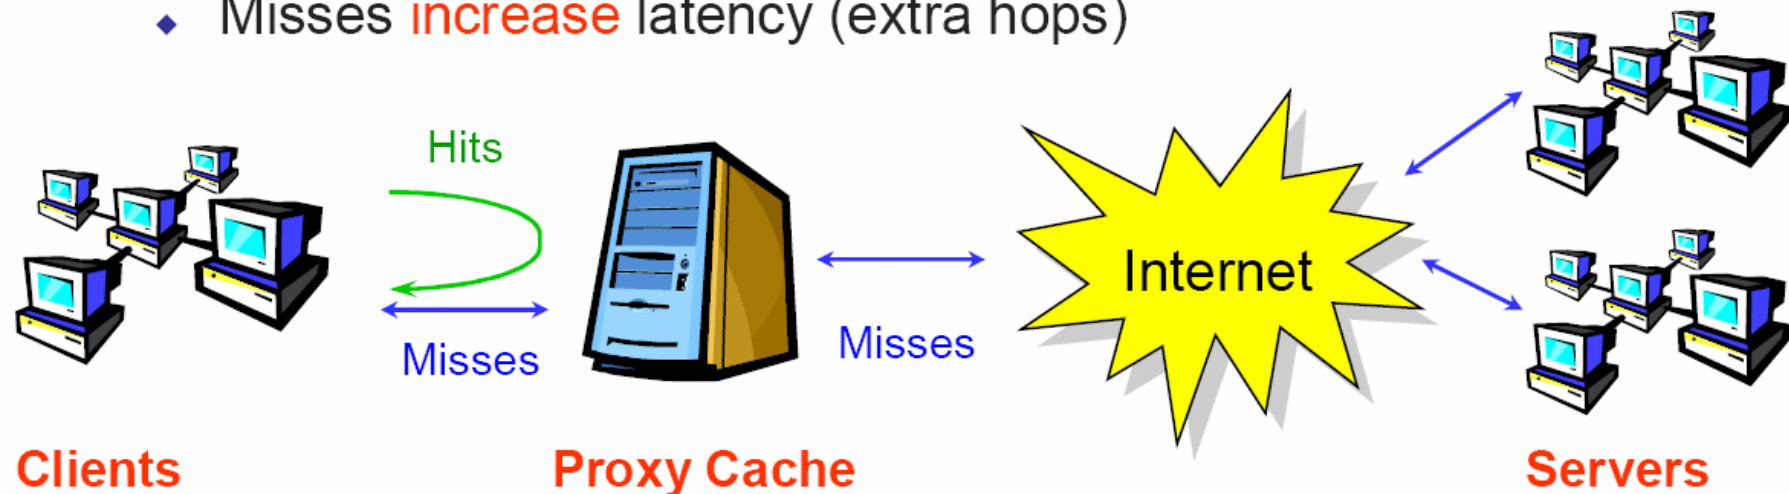 Misses increase latency (extra hops)
Hits
Misses
Misses
Internet
Clients
Proxy Cache
Servers